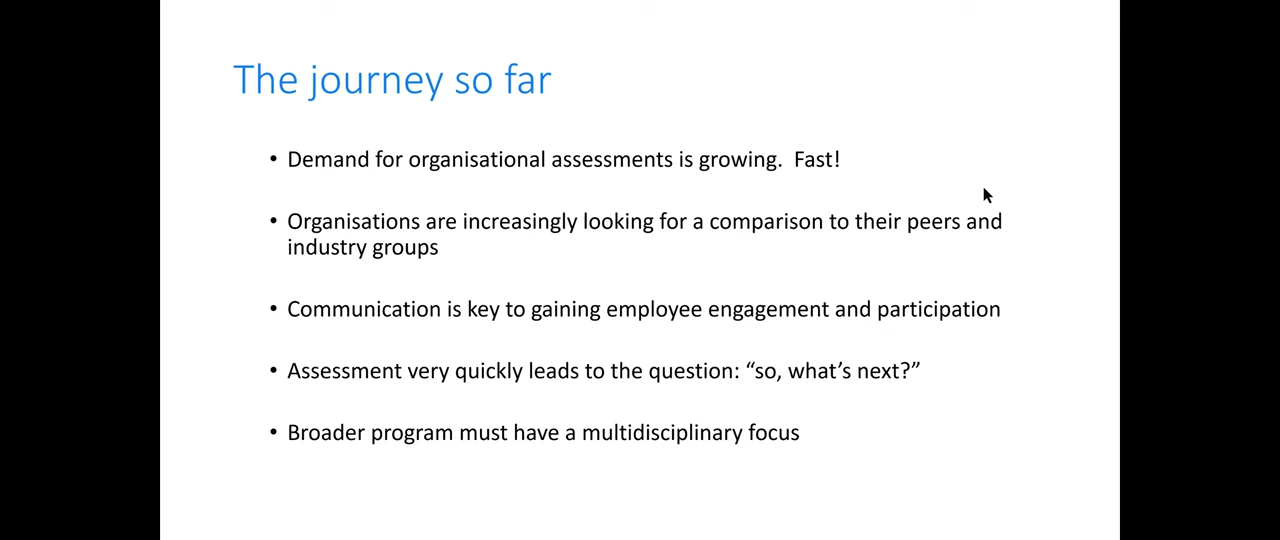 The journey so far
• Demand for organisational assessments is growing.  Fast!
• Organisations are increasingly looking for a comparison to their peers and
industry groups
• Communication is key to gaining employee engagement and participation
• Assessment very quickly leads to the question: “so, what’s next?”
• Broader program must have a multidisciplinary focus